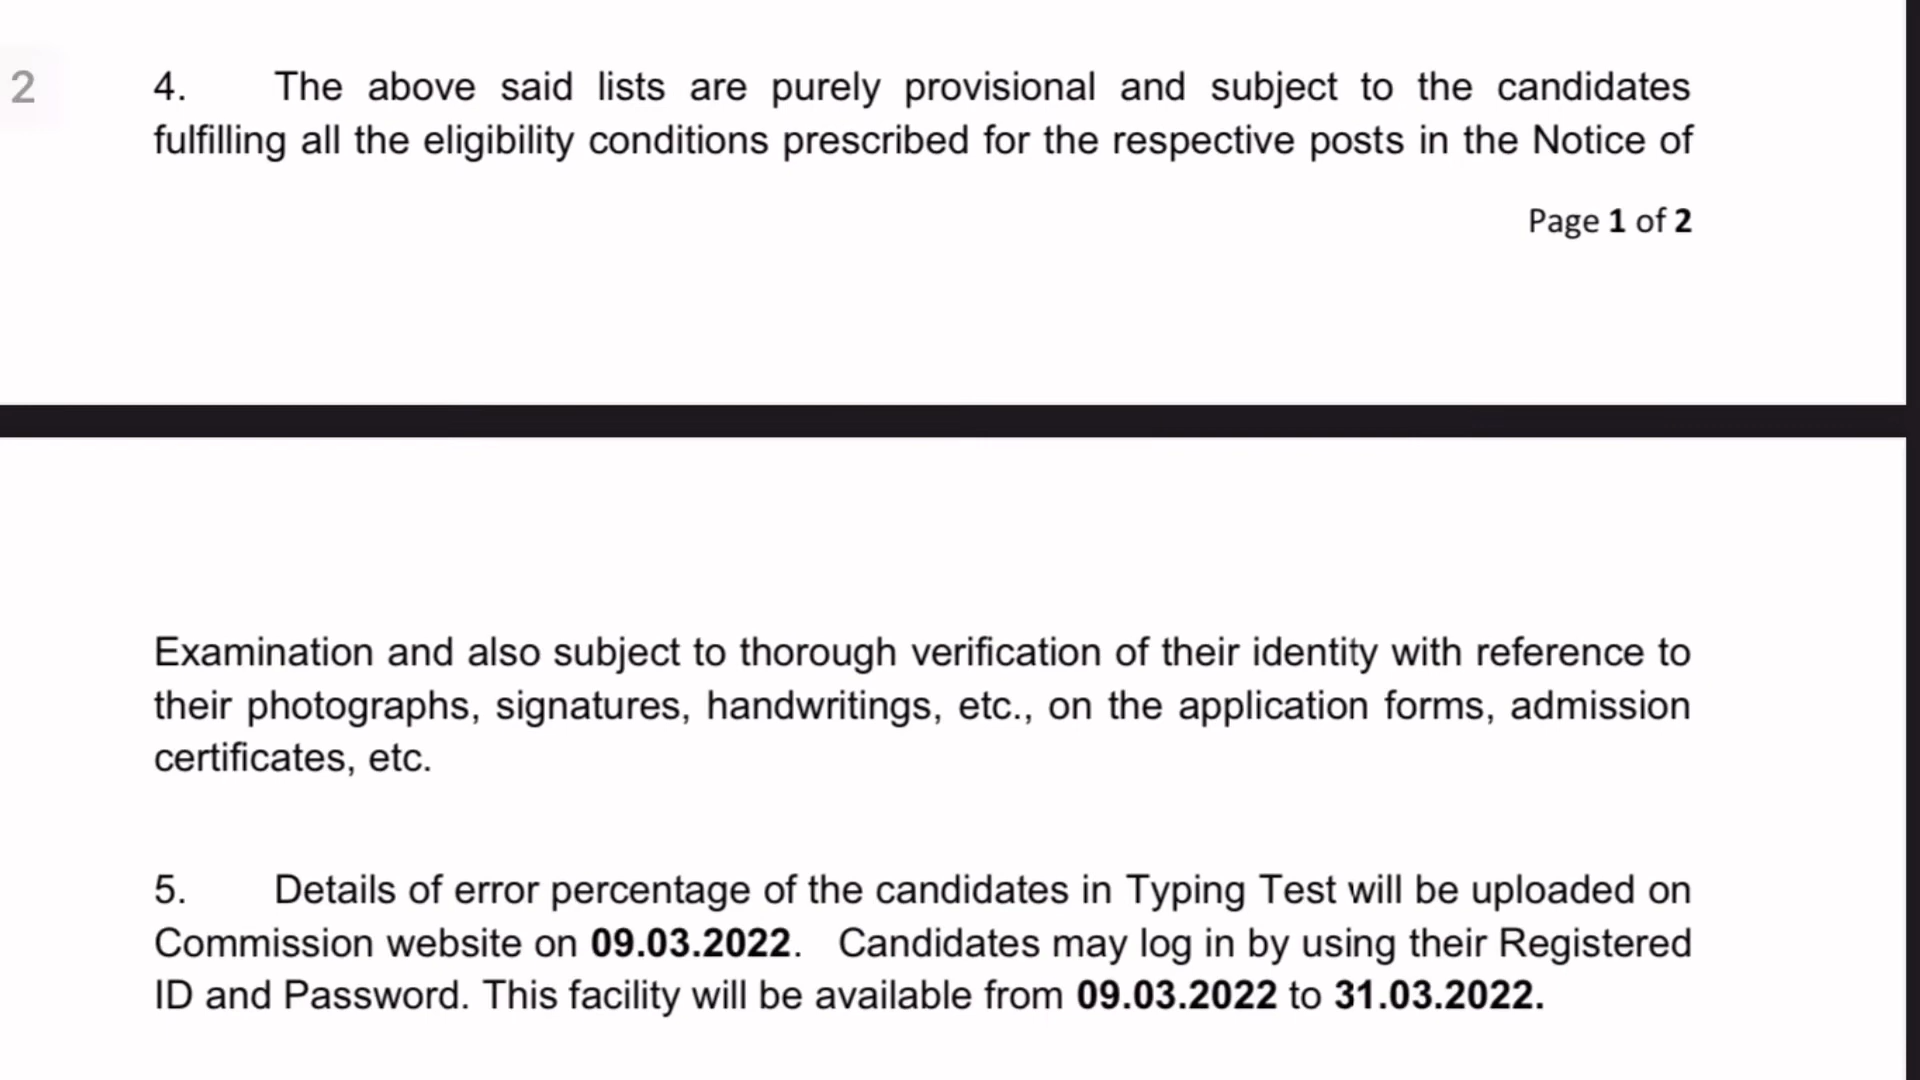 2
4. The above said lists are purely provisional and subject to the candidates
fulfilling all the eligibility conditions prescribed for the respective posts in the Notice of
Page 1 of 2
Examination and also subject to thorough verification of their identity with reference to
their photographs, signatures, handwritings, etc., on the application forms, admission
certificates, etc.
5. Details of error percentage of the candidates in Typing Test will be uploaded on
Commission website on 09.03.2022. Candidates may log in by using their Registered
ID and Password. This facility will be available from 09.03.2022 to 31.03.2022.